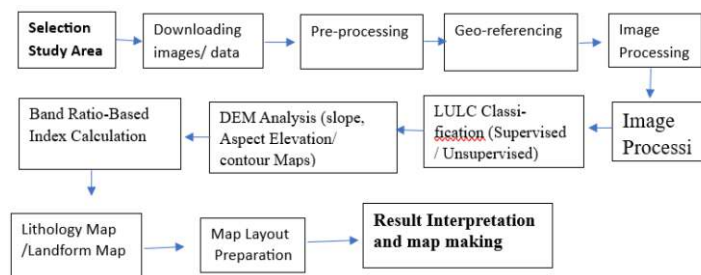 Selection
Study Area
Downloading
images/ data
Pre-processing
Geo-referencing
Image
Processing
Image
Processi
LULC Classi-
fication (Supervised
/ Unsupervised)
DEM Analysis (slope,
Aspect Elevation/
contour Maps)
Band Ratio-Based
Index Calculation
Lithology Map
/Landform Map
Map Layout
Preparation
Result Interpretation
and map making